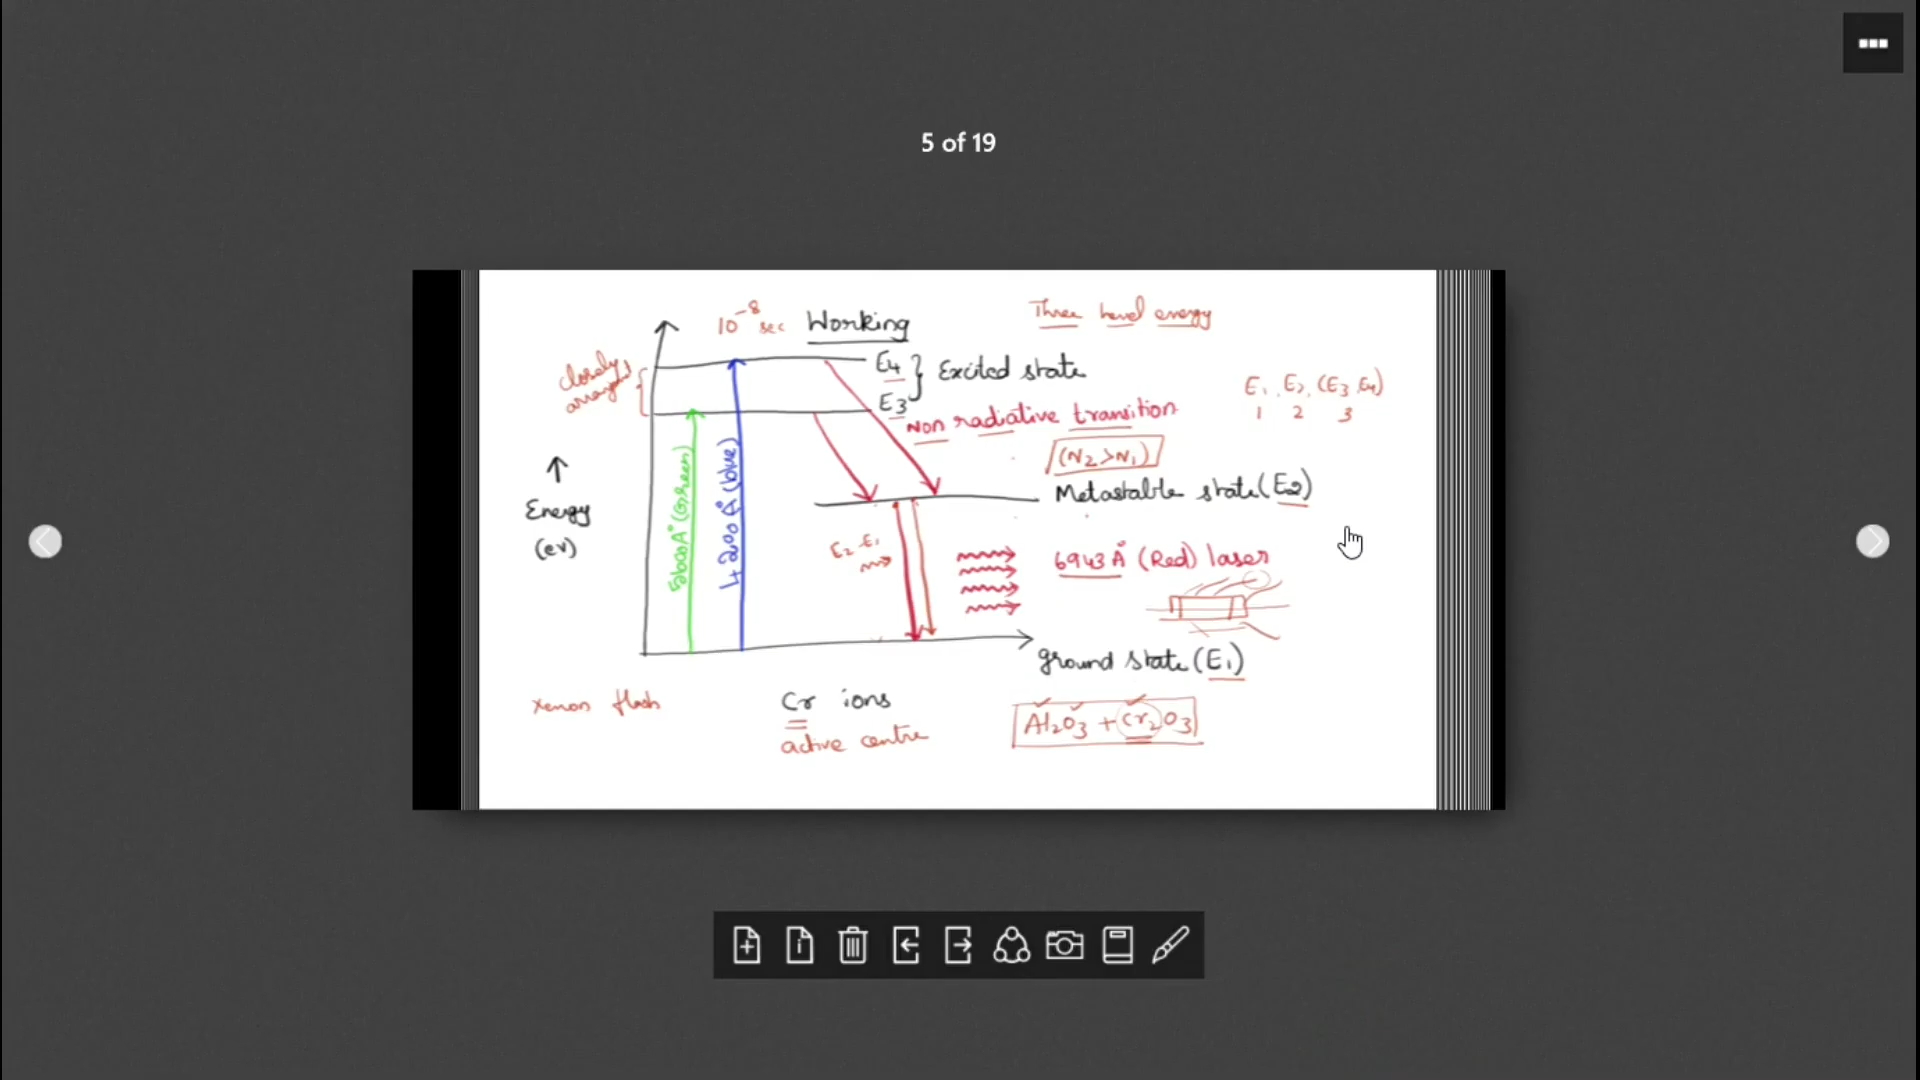 5 of 19
10⁻⁸ sec Working
Three level energy
closely
arranged
E4
E3
} Excited state
E1, E2, (E3, E4)
1 2 3
Non radiative transition
(N2 > N1)
Metastable state (E2)
↑
Energy
(ev)
5600 A° (Green)
4200 A° (blue)
E2-E1
6943 A° (Red) laser
ground state (E1)
xenon flash
Cr ions
active centre
Al2O3 + Cr2O3